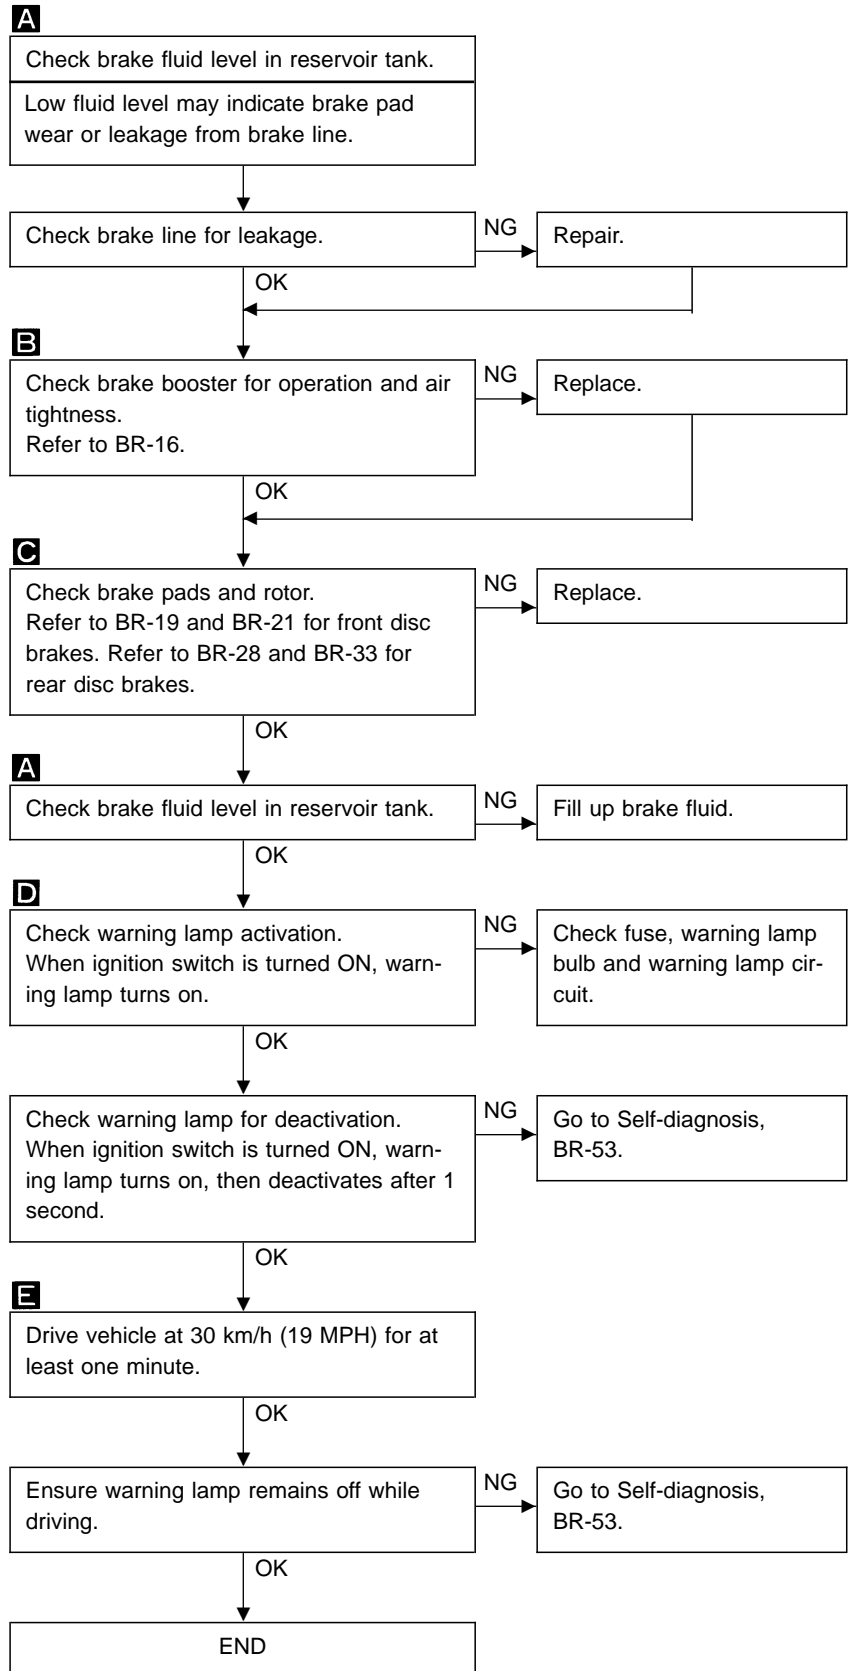 A
Check brake fluid level in reservoir tank.
Low fluid level may indicate brake pad
wear or leakage from brake line.
Check brake line for leakage.
NG
Repair.
OK
B
Check brake booster for operation and air
tightness.
Refer to BR-16.
NG
Replace.
OK
C
Check brake pads and rotor.
Refer to BR-19 and BR-21 for front disc
brakes. Refer to BR-28 and BR-33 for
rear disc brakes.
NG
Replace.
OK
A
Check brake fluid level in reservoir tank.
NG
Fill up brake fluid.
OK
D
Check warning lamp activation.
When ignition switch is turned ON, warn-
ing lamp turns on.
NG
Check fuse, warning lamp
bulb and warning lamp cir-
cuit.
OK
Check warning lamp for deactivation.
When ignition switch is turned ON, warn-
ing lamp turns on, then deactivates after 1
second.
NG
Go to Self-diagnosis,
BR-53.
OK
E
Drive vehicle at 30 km/h (19 MPH) for at
least one minute.
OK
Ensure warning lamp remains off while
driving.
NG
Go to Self-diagnosis,
BR-53.
OK
END